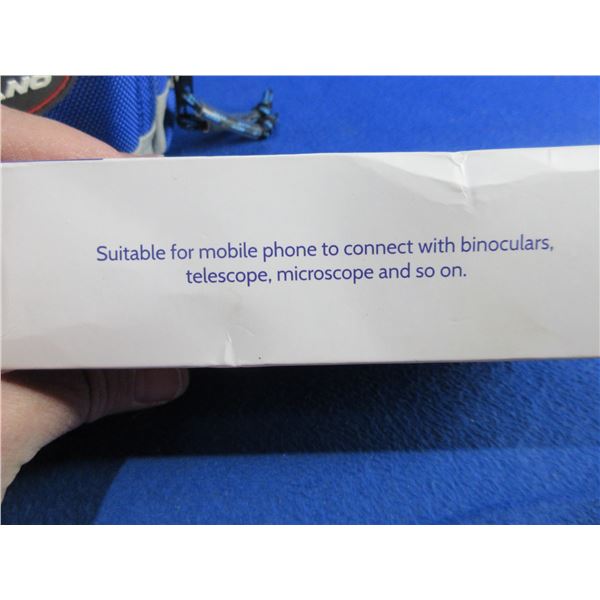 Suitable for mobile phone to connect with binoculars,
telescope, microscope and so on.